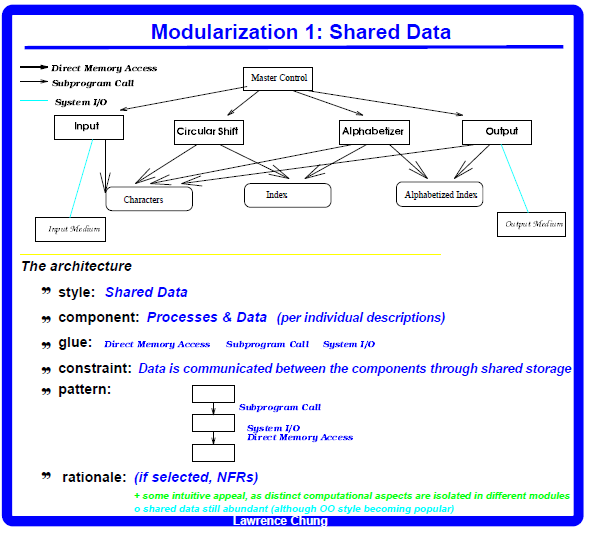 Modularization 1: Shared Data
Direct Memory Access
Subprogram Call
System I/O
Master Control
Input
Circular Shift
Alphabetizer
Output
Characters
Index
Alphabetized Index
Input Medium
Output Medium
The architecture
" style: Shared Data
" component: Processes & Data (per individual descriptions)
" glue: Direct Memory Access Subprogram Call System I/O
" constraint: Data is communicated between the components through shared storage
" pattern:
Subprogram Call
System I/O
Direct Memory Access
" rationale: (if selected, NFRs)
+ some intuitive appeal, as distinct computational aspects are isolated in different modules
o shared data still abundant (although OO style becoming popular)
Lawrence Chung